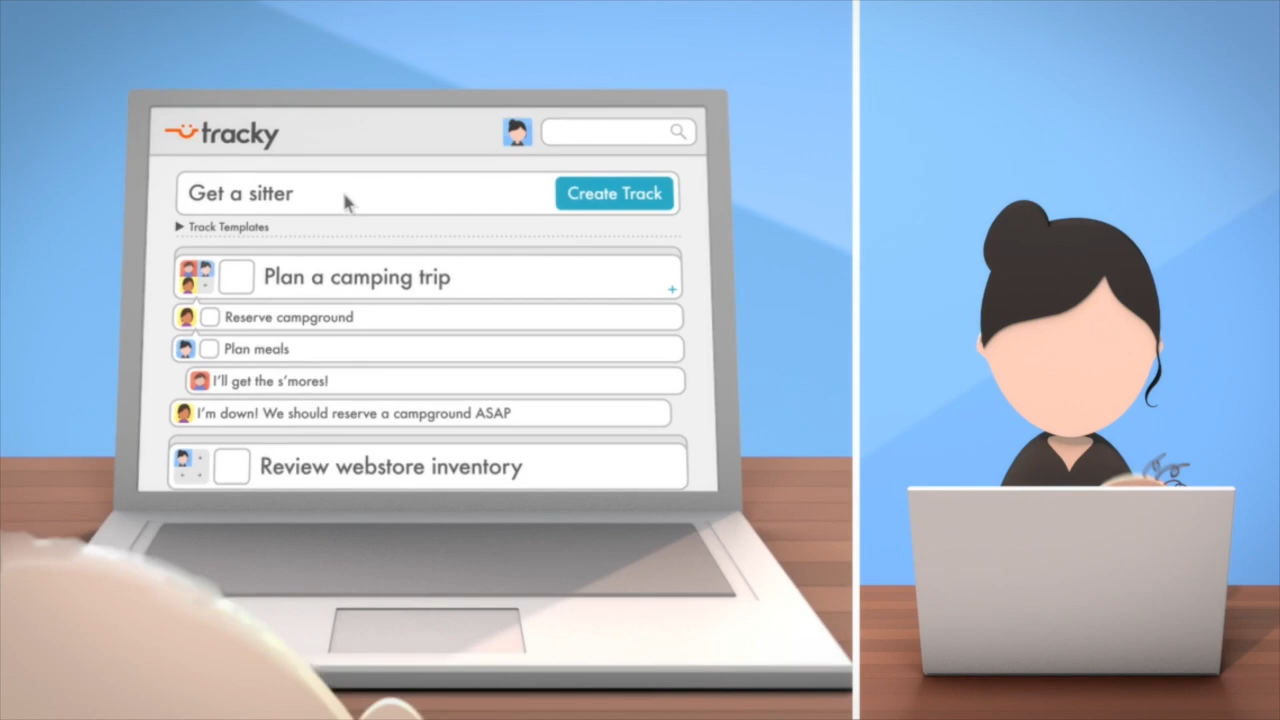 tracky
Get a sitter
Create Track
Track Templates
Plan a camping trip
+
Reserve campground
Plan meals
I'll get the s'mores!
I'm down! We should reserve a campground ASAP
Review webstore inventory